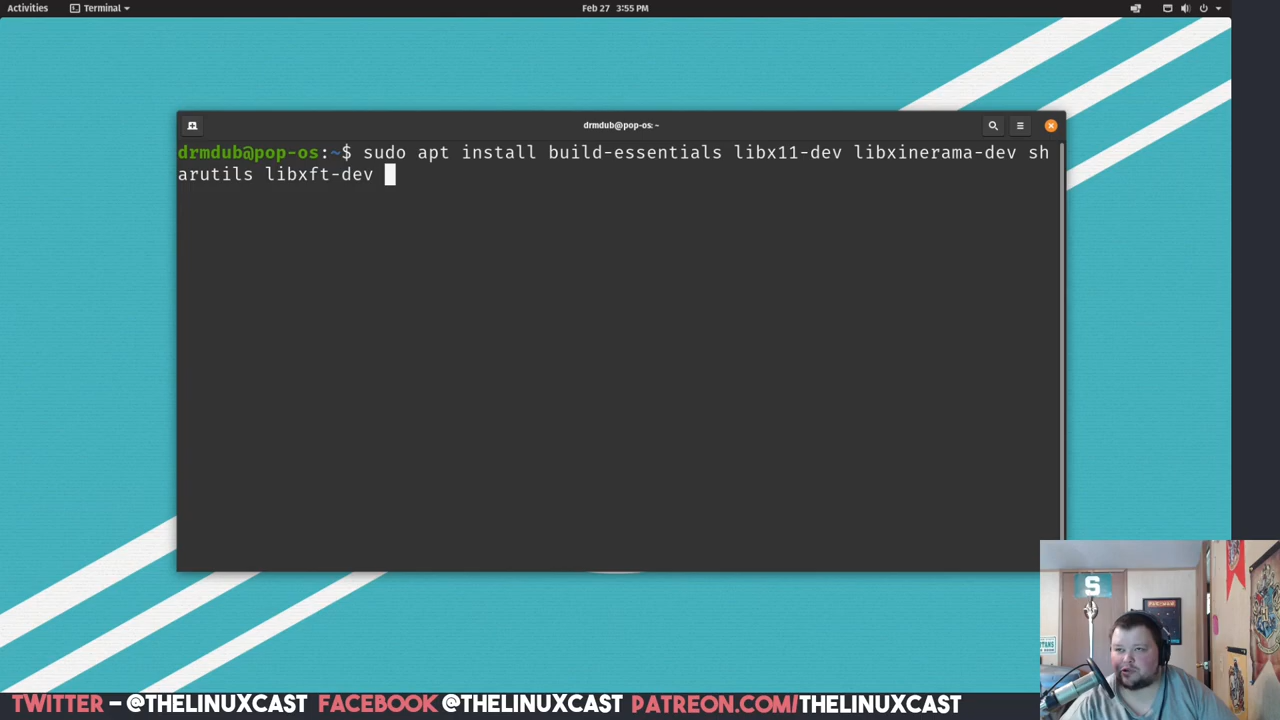 Activities Terminal Feb 27 3:55 PM
drmdub@pop-os: ~
drmdub@pop-os:~$ sudo apt install build-essentials libx11-dev libxinerama-dev sh
arutils libxft-dev
S
TWITTER - @THELINUXCAST FACEBOOK @THELINUXCAST PATREON.COM/THELINUXCAST